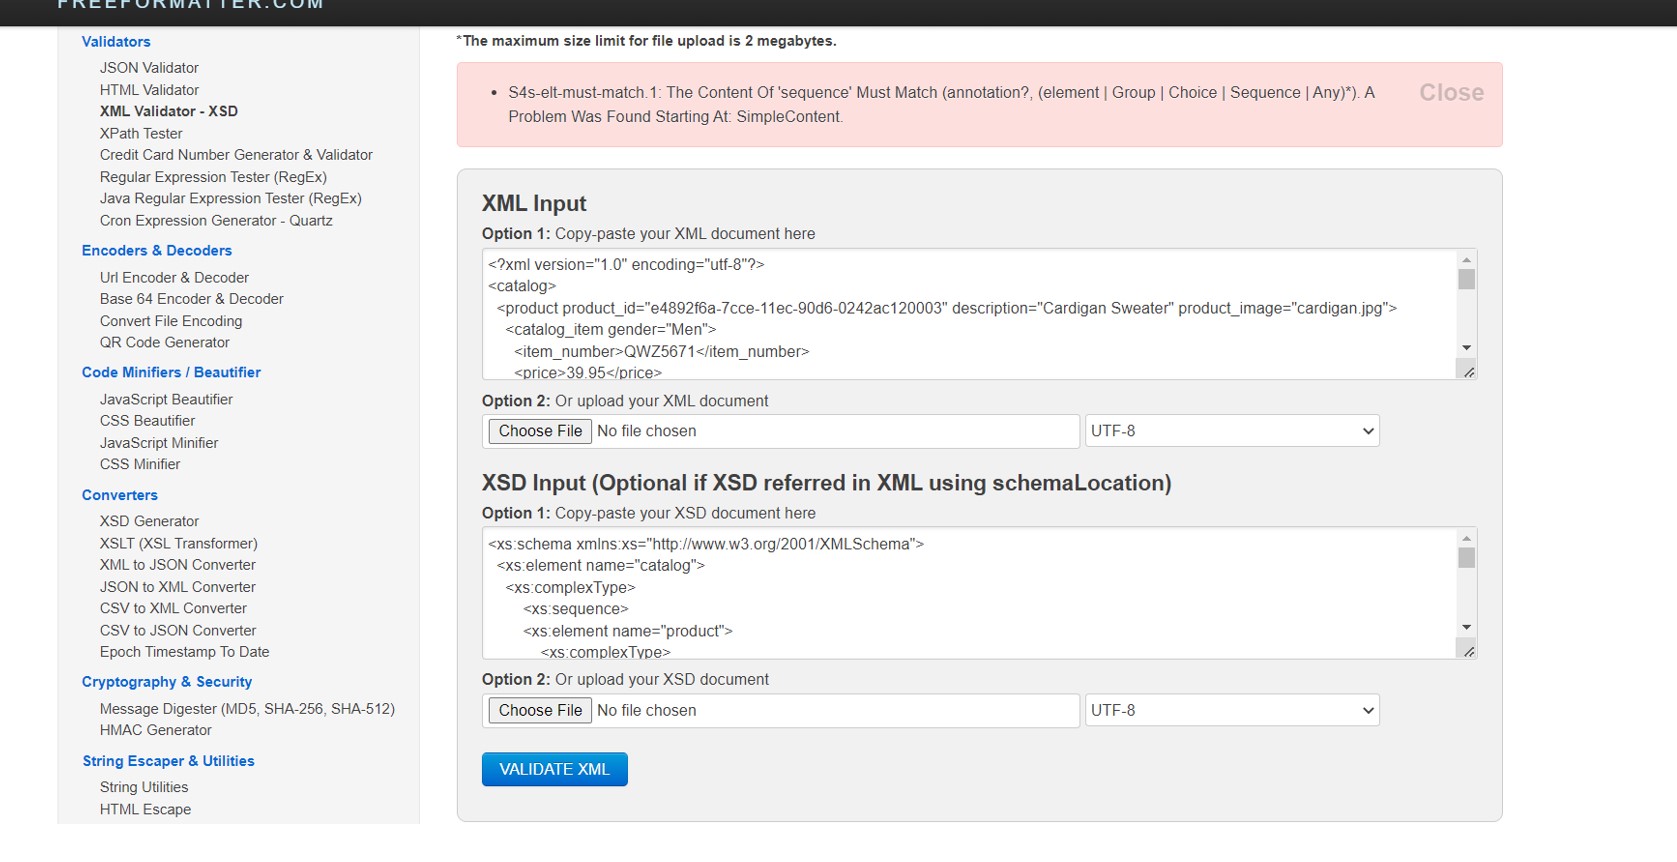 FREEFORMATTER.COM
Validators
JSON Validator
HTML Validator
XML Validator - XSD
XPath Tester
Credit Card Number Generator & Validator
Regular Expression Tester (RegEx)
Java Regular Expression Tester (RegEx)
Cron Expression Generator - Quartz
Encoders & Decoders
Url Encoder & Decoder
Base 64 Encoder & Decoder
Convert File Encoding
QR Code Generator
Code Minifiers / Beautifier
JavaScript Beautifier
CSS Beautifier
JavaScript Minifier
CSS Minifier
Converters
XSD Generator
XSLT (XSL Transformer)
XML to JSON Converter
JSON to XML Converter
CSV to XML Converter
CSV to JSON Converter
Epoch Timestamp To Date
Cryptography & Security
Message Digester (MD5, SHA-256, SHA-512)
HMAC Generator
String Escaper & Utilities
String Utilities
HTML Escape
*The maximum size limit for file upload is 2 megabytes.
• S4s-elt-must-match.1: The Content Of 'sequence' Must Match (annotation?, (element | Group | Choice | Sequence | Any)*). A
Problem Was Found Starting At: SimpleContent.
Close
XML Input
Option 1: Copy-paste your XML document here
<?xml version="1.0" encoding="utf-8"?>
<catalog>
<product product_id="e4892f6a-7cce-11ec-90d6-0242ac120003" description="Cardigan Sweater" product_image="cardigan.jpg">
<catalog_item gender="Men">
<item_number>QWZ5671</item_number>
<price>39.95</price>
Option 2: Or upload your XML document
Choose File No file chosen
UTF-8
XSD Input (Optional if XSD referred in XML using schemaLocation)
Option 1: Copy-paste your XSD document here
<xs:schema xmlns:xs="http://www.w3.org/2001/XMLSchema">
<xs:element name="catalog">
<xs:complexType>
<xs:sequence>
<xs:element name="product">
<xs:complexType>
Option 2: Or upload your XSD document
Choose File No file chosen
UTF-8
VALIDATE XML